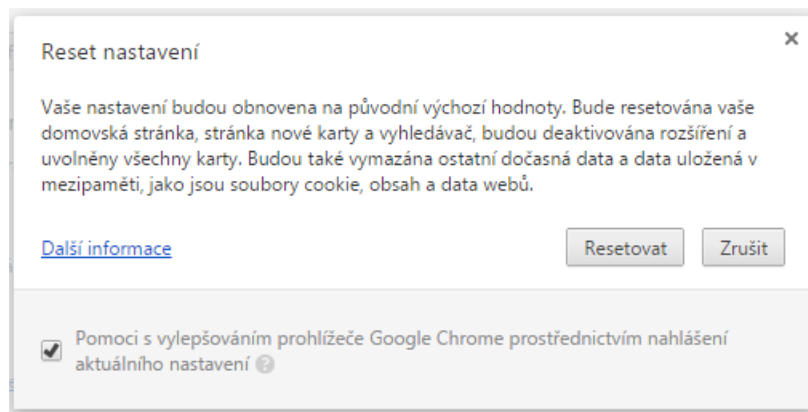 Reset nastavení
Vaše nastavení budou obnovena na původní výchozí hodnoty. Bude resetována vaše
domovská stránka, stránka nové karty a vyhledávač, budou deaktivována rozšíření a
uvolněny všechny karty. Budou také vymazána ostatní dočasná data a data uložená v
mezipaměti, jako jsou soubory cookie, obsah a data webů.
Další informace
Resetovat
Zrušit
Pomoci s vylepšováním prohlížeče Google Chrome prostřednictvím nahlášení
aktuálního nastavení